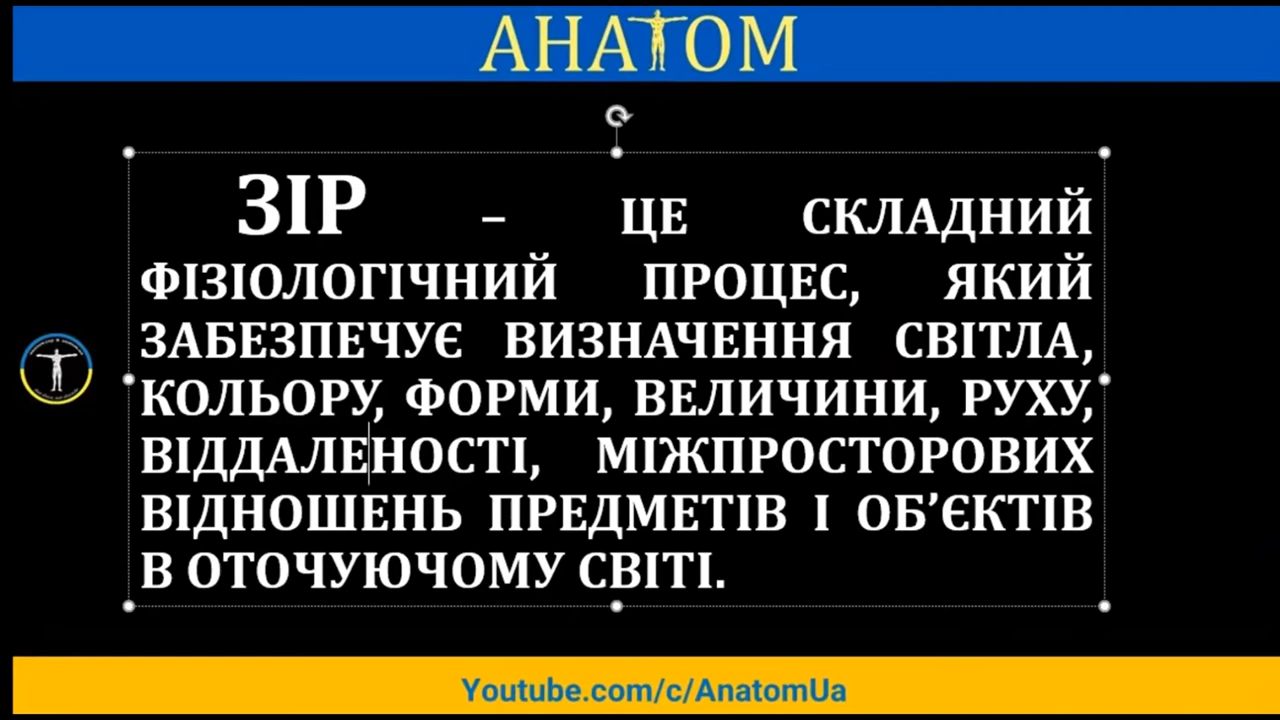 АНАТОМ
ЗІР – ЦЕ СКЛАДНИЙ
ФІЗІОЛОГІЧНИЙ ПРОЦЕС, ЯКИЙ
ЗАБЕЗПЕЧУЄ ВИЗНАЧЕННЯ СВІТЛА,
КОЛЬОРУ, ФОРМИ, ВЕЛИЧИНИ, РУХУ,
ВІДДАЛЕНОСТІ, МІЖПРОСТОРОВИХ
ВІДНОШЕНЬ ПРЕДМЕТІВ І ОБ’ЄКТІВ
В ОТОЧУЮЧОМУ СВІТІ.
Youtube.com/c/AnatomUa